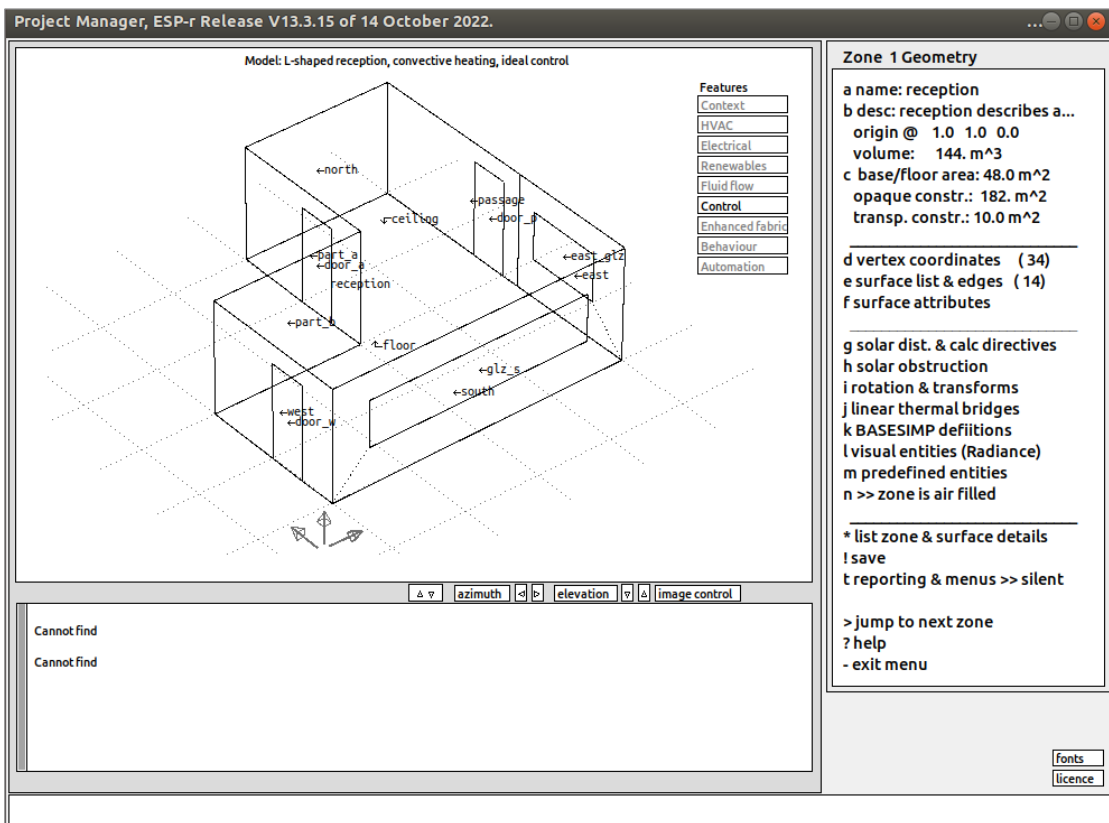 Project Manager, ESP-r Release V13.3.15 of 14 October 2022.
...
Model: L-shaped reception, convective heating, ideal control
Features
Context
HVAC
Electrical
Renewables
Fluid flow
Control
Enhanced fabric
Behaviour
Automation
north
passage
ceiling
door_p
part_a
east_glz
door_a
east
reception
part_b
floor
glz_s
south
west
door_w
azimuth
elevation
image control
Cannot find
Cannot find
Zone 1 Geometry
a name: reception
b desc: reception describes a...
origin @ 1.0 1.0 0.0
volume: 144. m^3
c base/floor area: 48.0 m^2
opaque constr.: 182. m^2
transp. constr.: 10.0 m^2
d vertex coordinates (34)
e surface list & edges (14)
f surface attributes
g solar dist. & calc directives
h solar obstruction
i rotation & transforms
j linear thermal bridges
k BASESIMP defiitions
l visual entities (Radiance)
m predefined entities
n >> zone is air filled
* list zone & surface details
! save
t reporting & menus >> silent
> jump to next zone
? help
- exit menu
fonts
licence